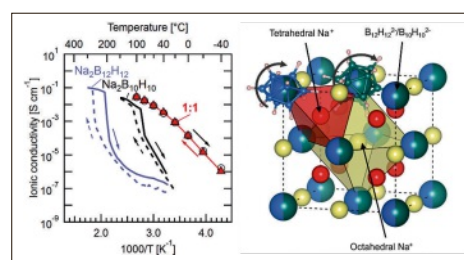 Temperature [°C]
400 200 100 50 0 -40
10¹
10⁻¹
10⁻³
10⁻⁵
10⁻⁷
10⁻⁹
Ionic conductivity [S cm⁻¹]
Na₂B₁₂H₁₂
Na₂B₁₀H₁₀
1:1
2.0 3.0 4.0
1000/T [K⁻¹]
Tetrahedral Na⁺
B₁₂H₁₂²⁻/B₁₀H₁₀²⁻
Octahedral Na⁺